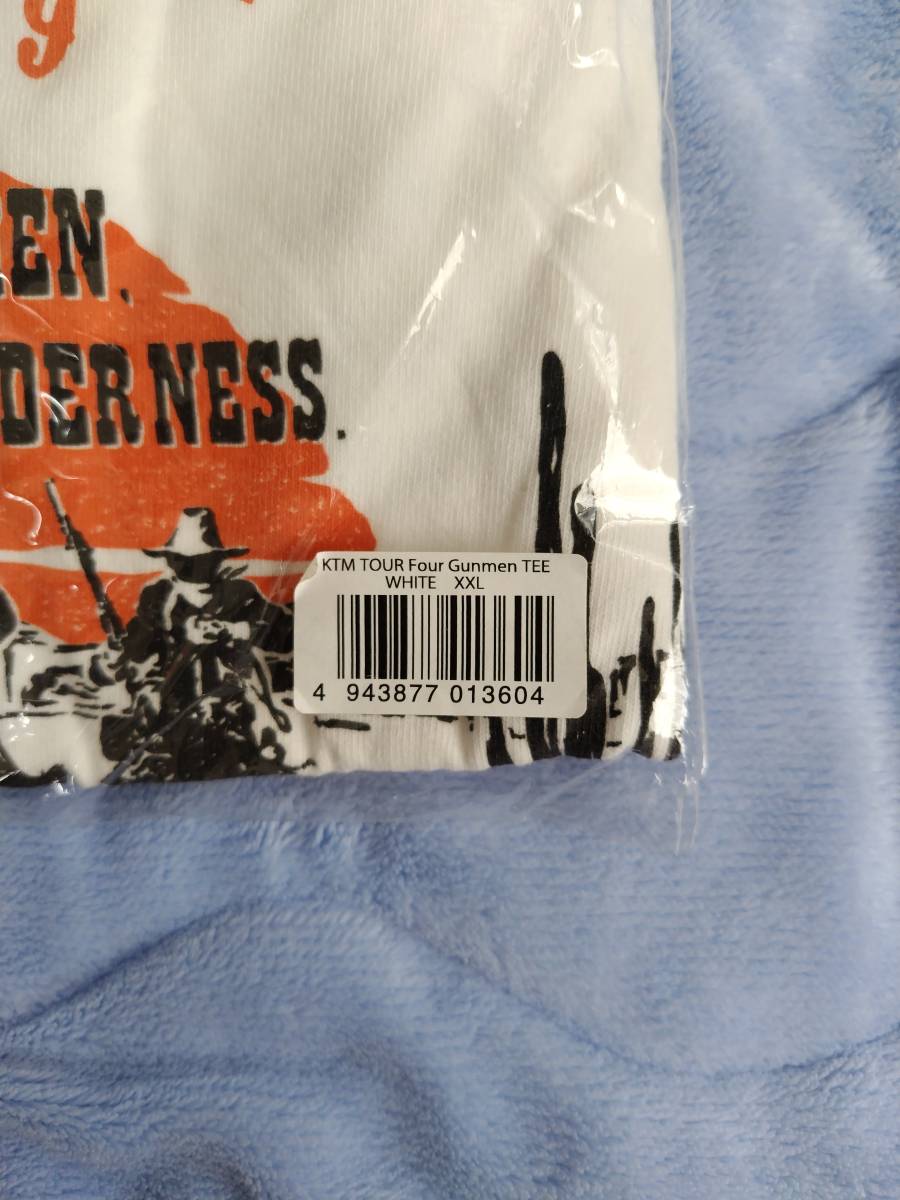 g
EN.
DERNESS.
KTM TOUR Four Gunmen TEE
WHITE XXL
4 943877 013604